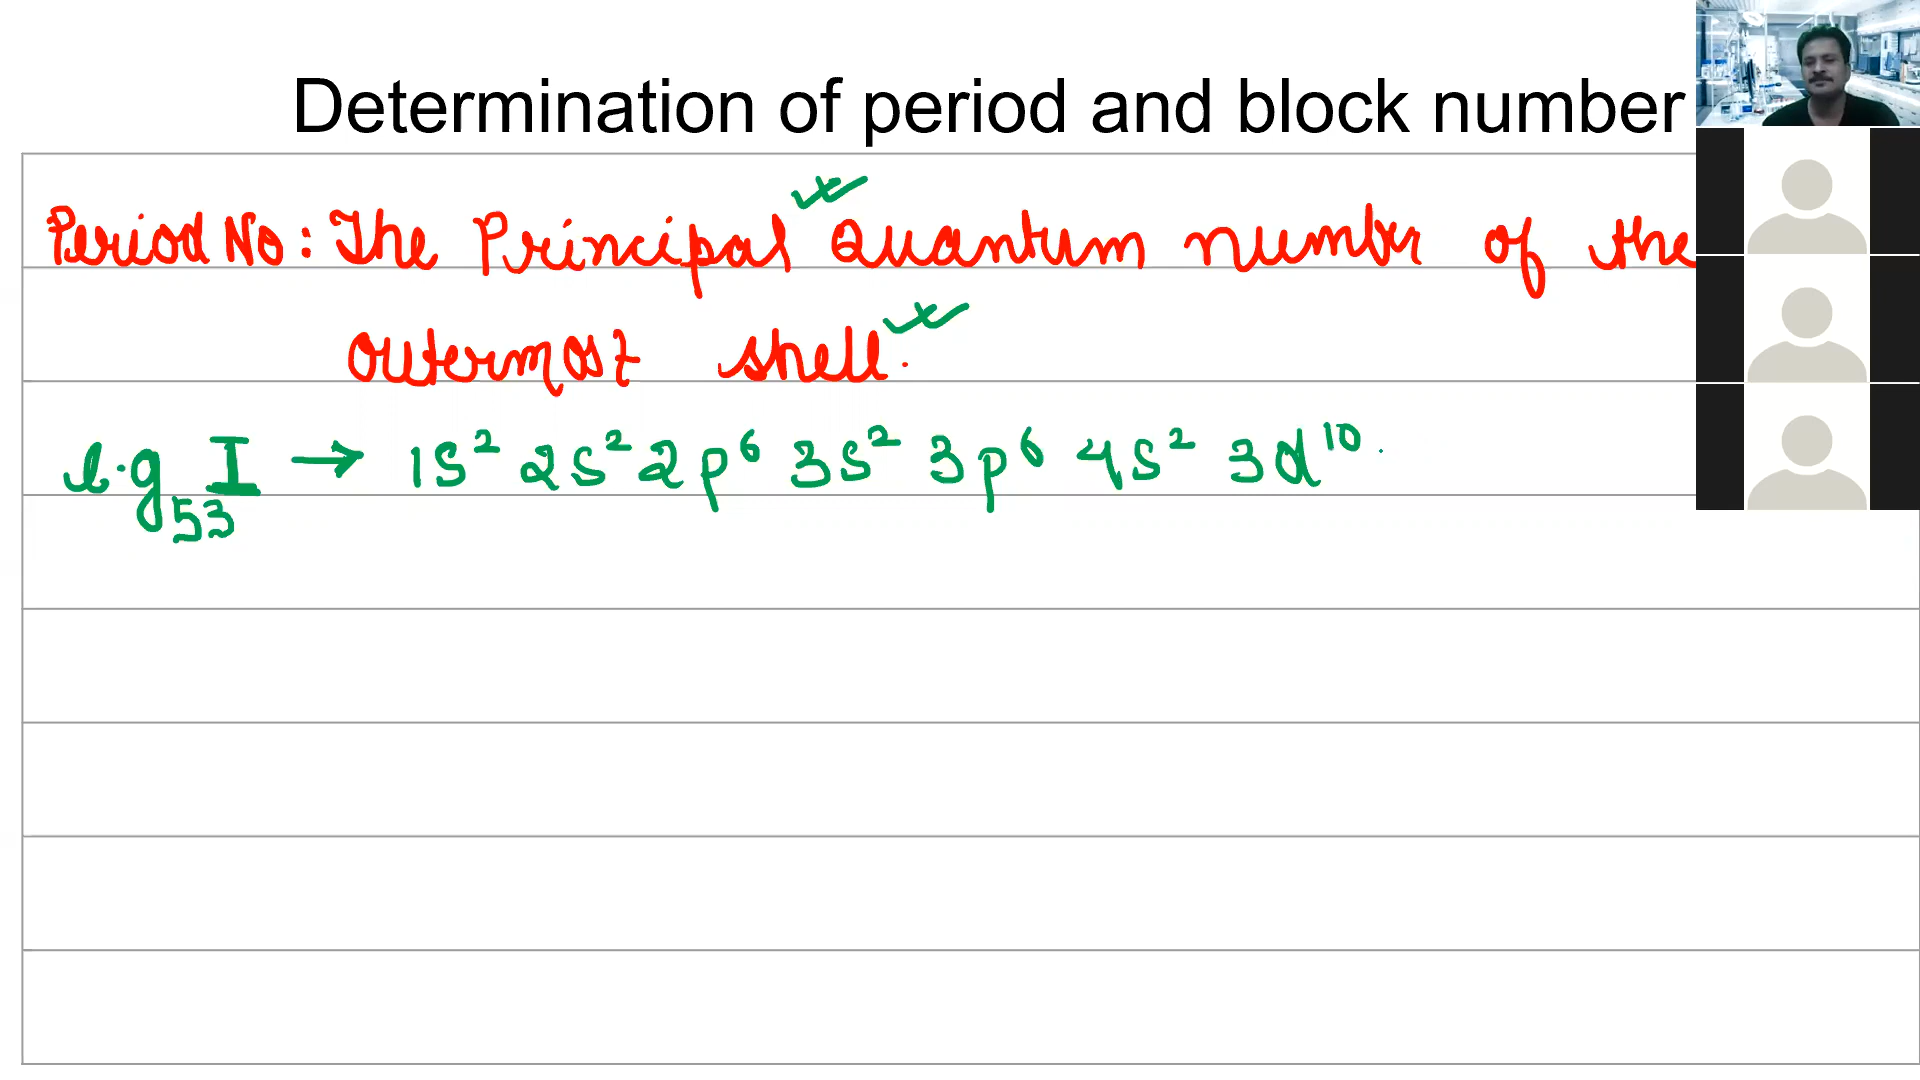 Determination of period and block number
Period No: The Principal Quantum number of the
outermost shell.
e.g ₅₃I → 1s² 2s² 2p⁶ 3s² 3p⁶ 4s² 3d¹⁰.